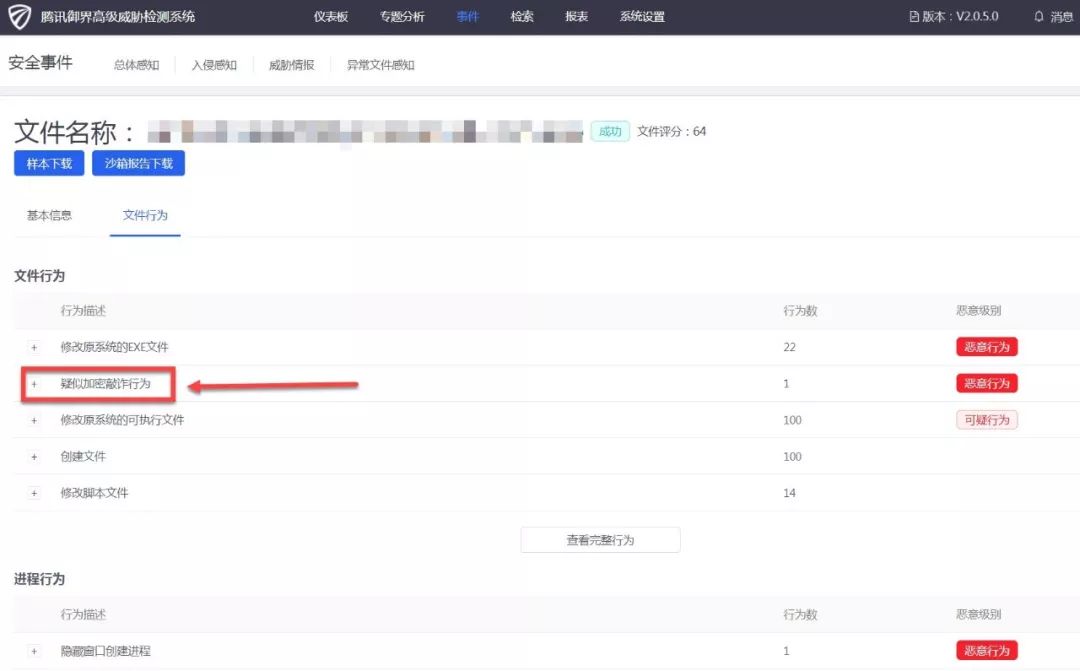 腾讯御界高级威胁检测系统 仪表板 专题分析 事件 检索 报表 系统设置 版本：V2.0.5.0 消息
安全事件 总体感知 入侵感知 威胁情报 异常文件感知
文件名称： 成功 文件评分：64
样本下载 沙箱报告下载
基本信息 文件行为
文件行为
行为描述 行为数 恶意级别
+ 修改原系统的EXE文件 22 恶意行为
+ 疑似加密敲诈行为 1 恶意行为
+ 修改原系统的可执行文件 100 可疑行为
+ 创建文件 100
+ 修改脚本文件 14
查看完整行为
进程行为
行为描述 行为数 恶意级别
+ 隐藏窗口创建进程 1 恶意行为